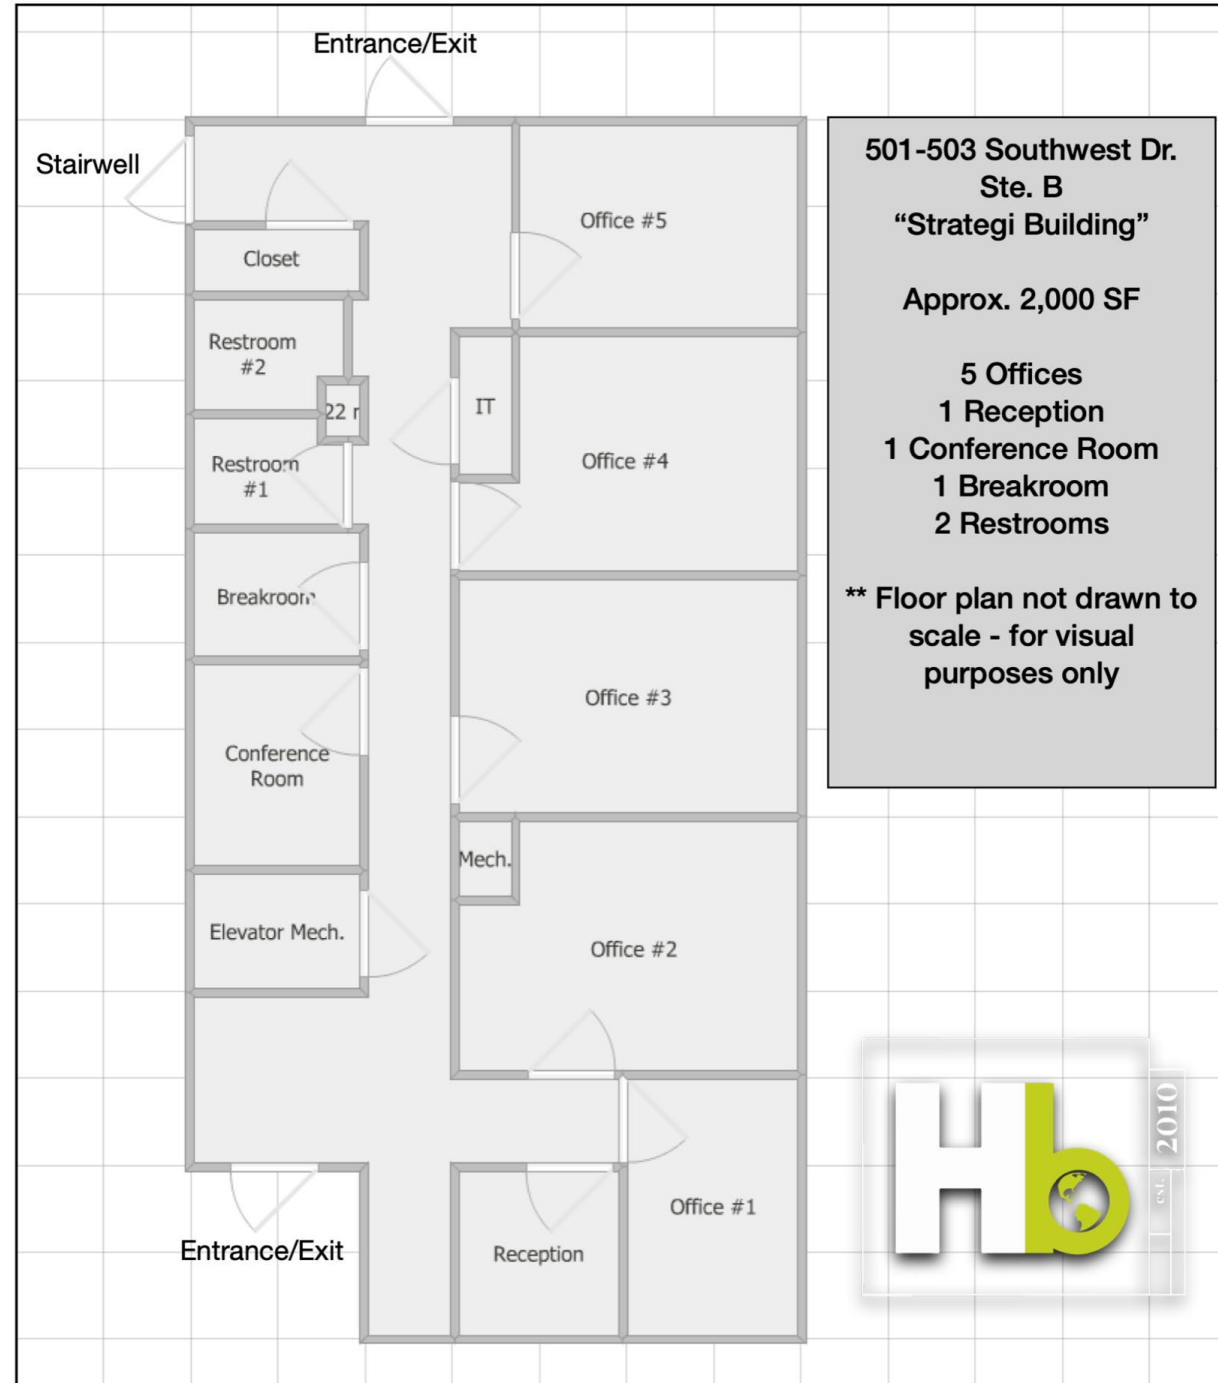 Entrance/Exit
Stairwell
Closet
Restroom
#2
22 r
Restroom
#1
Breakroom
Conference
Room
Elevator Mech.
Entrance/Exit
Office #5
IT
Office #4
Office #3
Mech.
Office #2
Office #1
Reception
501-503 Southwest Dr.
Ste. B
“Strategi Building”
Approx. 2,000 SF
5 Offices
1 Reception
1 Conference Room
1 Breakroom
2 Restrooms
** Floor plan not drawn to
scale - for visual
purposes only
Hb
est. 2010